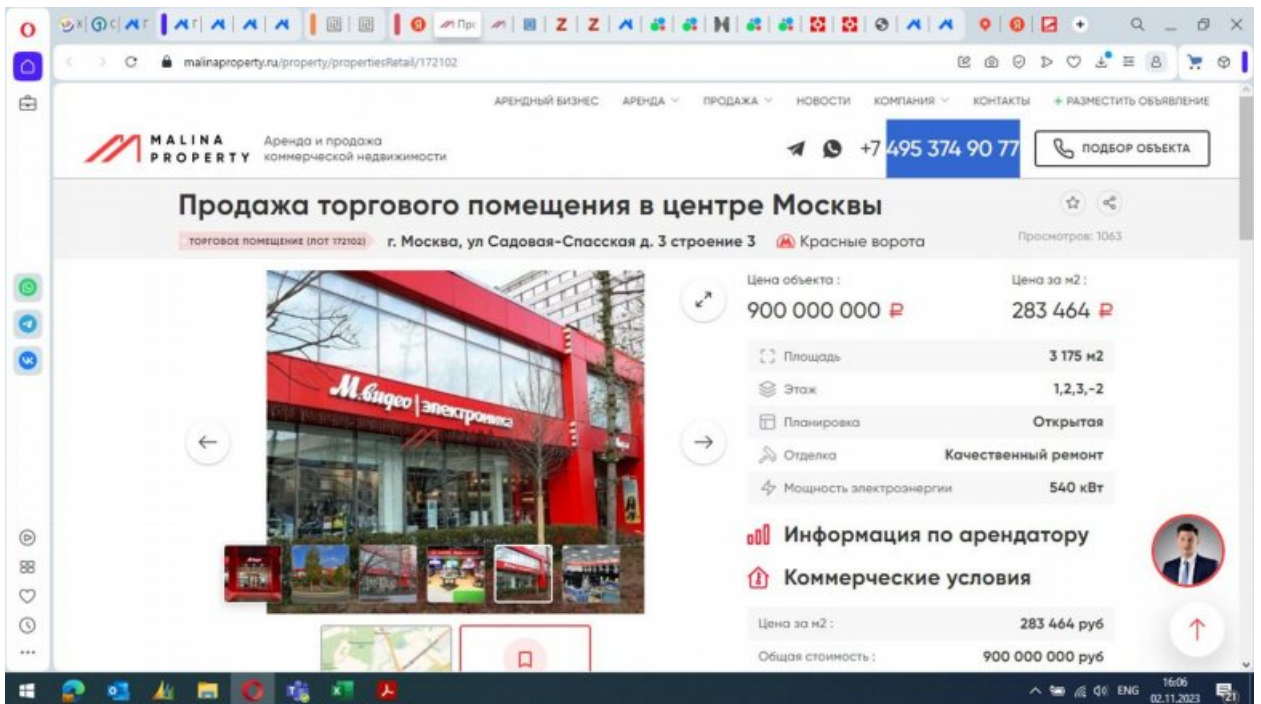 malinaproperty.ru/property/propertiesRetail/172102
АРЕНДНЫЙ БИЗНЕС АРЕНДА ПРОДАЖА НОВОСТИ КОМПАНИЯ КОНТАКТЫ + РАЗМЕСТИТЬ ОБЪЯВЛЕНИЕ
MALINA PROPERTY
Аренда и продажа
коммерческой недвижимости
+7 495 374 90 77
ПОДБОР ОБЪЕКТА
Продажа торгового помещения в центре Москвы
ТОРГОВОЕ ПОМЕЩЕНИЕ (ЛОТ 172102) г. Москва, ул Садовая-Спасская д. 3 строение 3 Красные ворота
Просмотров: 1063
Цена объекта : Цена за м2 :
900 000 000 ₽ 283 464 ₽
Площадь 3 175 м2
Этаж 1,2,3,-2
Планировка Открытая
Отделка Качественный ремонт
Мощность электроэнергии 540 кВт
М.видео | электроника
Информация по арендатору
Коммерческие условия
Цена за м2 : 283 464 руб
Общая стоимость : 900 000 000 руб
ENG
16:06
02.11.2023
21